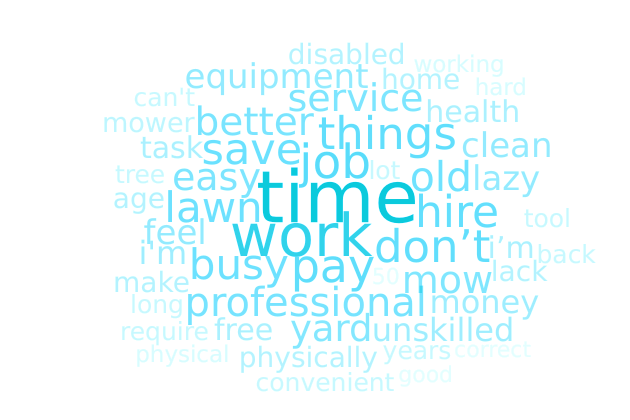 disabled
working
equipment home
hard
can't
service
mower better things health
task save job clean
tree easy time lot old lazy
age lawn work hire tool
feel don’t i’m back
i'm busy pay so mow lack
make
long professional money
require free yard unskilled
physical physically years correct
convenient good